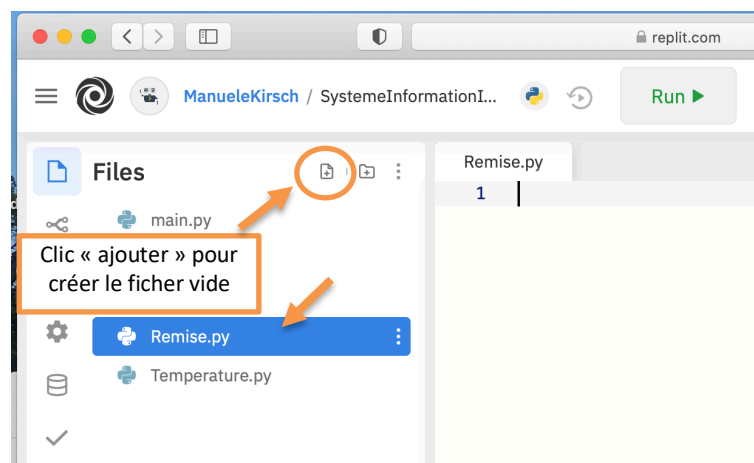 replit.com
ManueleKirsch / SystemeInformationI...
Run
Files
Remise.py
1
main.py
Clic « ajouter » pour
créer le ficher vide
Remise.py
Temperature.py